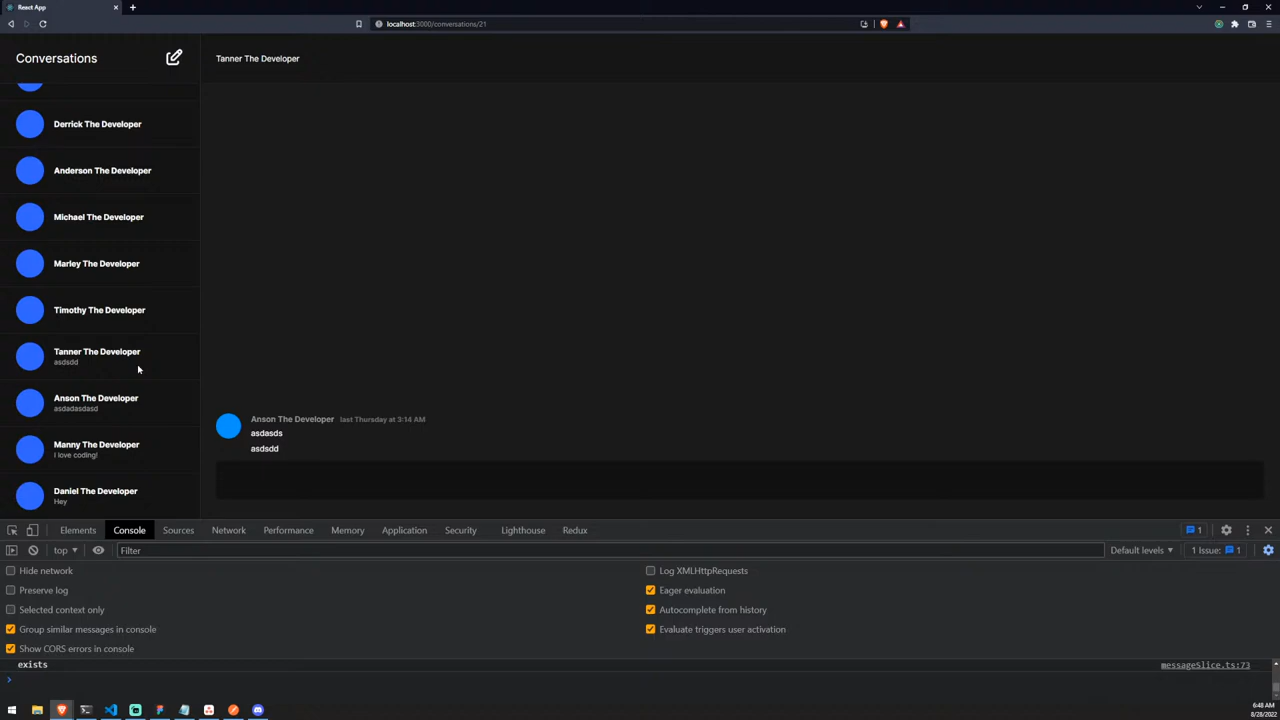 React App
localhost:3000/conversations/21
Conversations
Tanner The Developer
Derrick The Developer
Anderson The Developer
Michael The Developer
Marley The Developer
Timothy The Developer
Tanner The Developer
asdsdd
Anson The Developer
asdadasdasd
Manny The Developer
I love coding!
Daniel The Developer
Hey
Anson The Developer last Thursday at 3:14 AM
asdasds
asdsdd
Elements Console Sources Network Performance Memory Application Security Lighthouse Redux 1
top Filter Default levels 1 Issue: 1
Hide network
Log XMLHttpRequests
Preserve log
Eager evaluation
Selected context only
Autocomplete from history
Group similar messages in console
Evaluate triggers user activation
Show CORS errors in console
exists messageSlice.ts:73
6:48 AM
8/28/2022